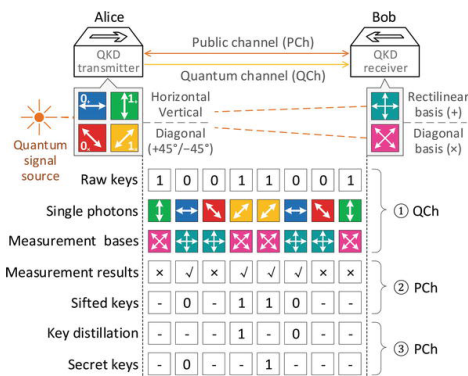 Alice
Bob
QKD
transmitter
Public channel (PCh)
Quantum channel (QCh)
QKD
receiver
0. 1.
0. 1.
Horizontal
Vertical
Diagonal
(+45°/−45°)
Rectilinear
basis (+)
Diagonal
basis (×)
Quantum
signal
source
Raw keys 1 0 0 1 1 0 0 1
Single photons
① QCh
Measurement bases
Measurement results × √ × √ √ √ × ×
② PCh
Sifted keys - 0 - 1 1 0 - -
Key distillation - - - 1 - 0 - -
③ PCh
Secret keys - 0 - - 1 - - -